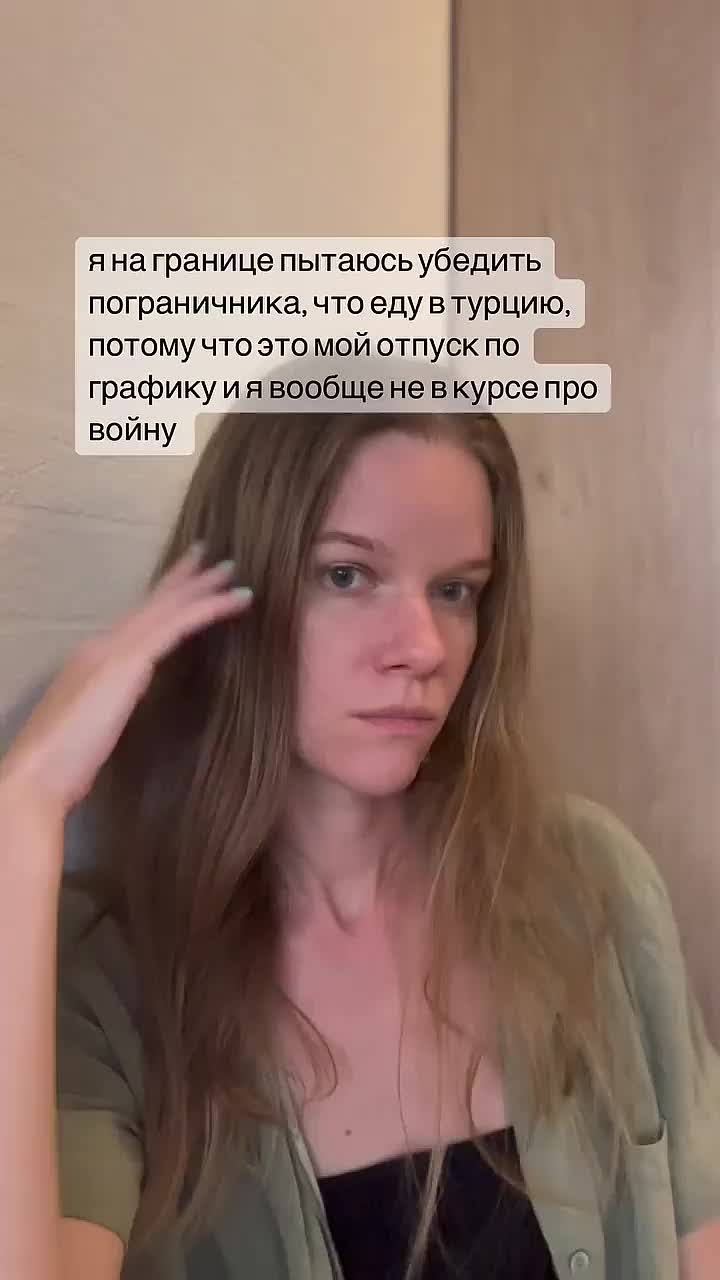 я на границе пытаюсь убедить
пограничника, что еду в турцию,
потому что это мой отпуск по
графику и я вообще не в курсе про
войну